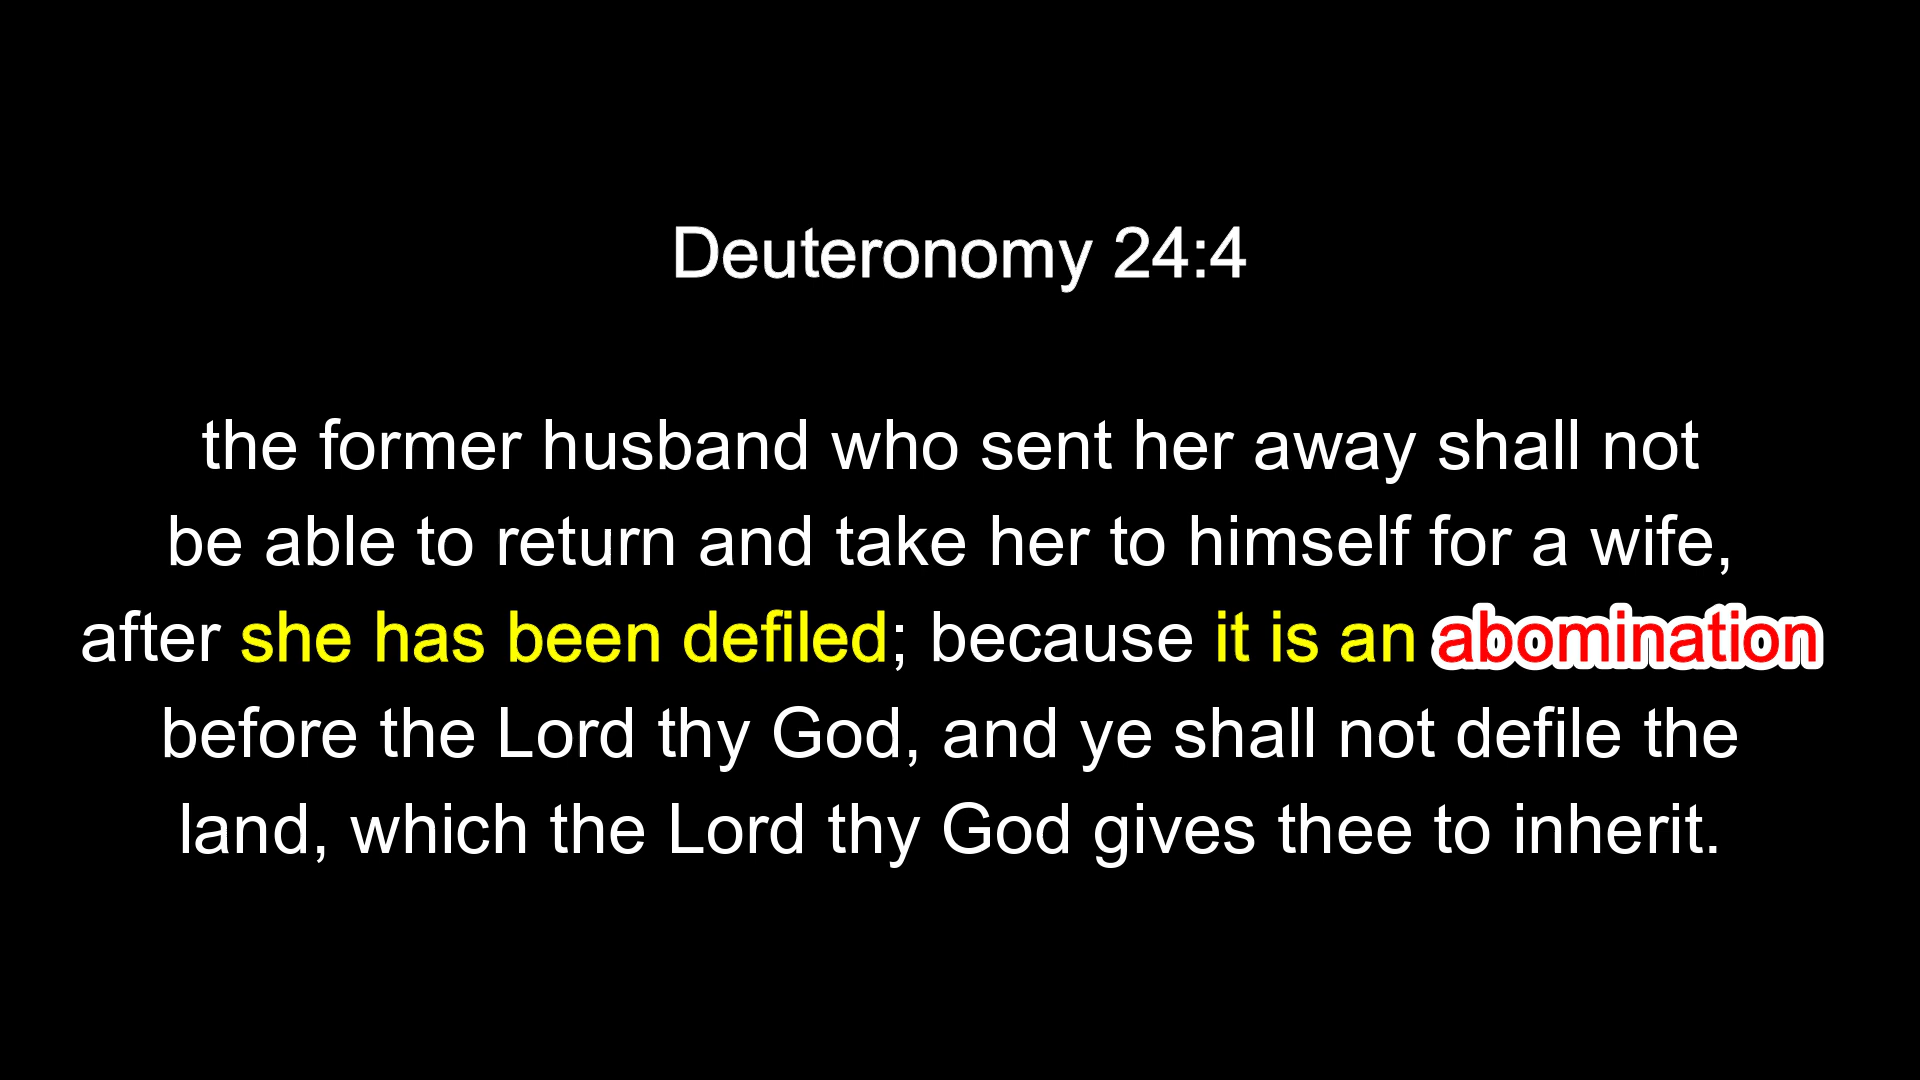 Deuteronomy 24:4
the former husband who sent her away shall not
be able to return and take her to himself for a wife,
after she has been defiled; because it is an abomination
before the Lord thy God, and ye shall not defile the
land, which the Lord thy God gives thee to inherit.